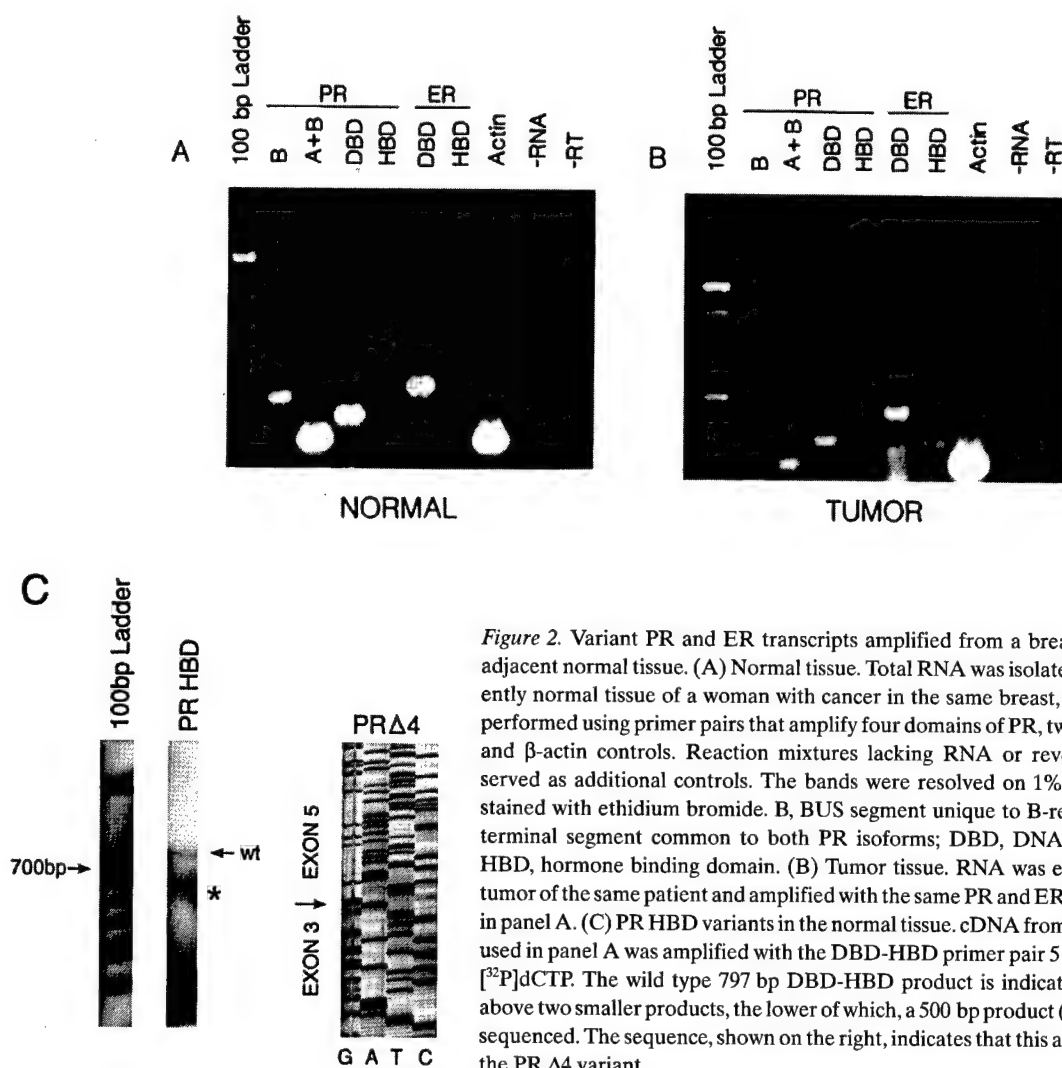 A
100 bp Ladder
PR
B
A+B
DBD
HBD
ER
DBD
HBD
Actin
-RNA
-RT
NORMAL
B
100 bp Ladder
PR
B
A+B
DBD
HBD
ER
DBD
HBD
Actin
-RNA
-RT
TUMOR
C
100bp Ladder
PR HBD
700bp→
←wt
*
PRΔ4
EXON 3 → EXON 5
G A T C
Figure 2. Variant PR and ER transcripts amplified from a brea
adjacent normal tissue. (A) Normal tissue. Total RNA was isolate
ently normal tissue of a woman with cancer in the same breast,
performed using primer pairs that amplify four domains of PR, tw
and β-actin controls. Reaction mixtures lacking RNA or reve
served as additional controls. The bands were resolved on 1%
stained with ethidium bromide. B, BUS segment unique to B-re
terminal segment common to both PR isoforms; DBD, DNA
HBD, hormone binding domain. (B) Tumor tissue. RNA was e
tumor of the same patient and amplified with the same PR and ER
in panel A. (C) PR HBD variants in the normal tissue. cDNA from
used in panel A was amplified with the DBD-HBD primer pair 5
[³²P]dCTP. The wild type 797 bp DBD-HBD product is indicat
above two smaller products, the lower of which, a 500 bp product (
sequenced. The sequence, shown on the right, indicates that this a
the PR Δ4 variant.